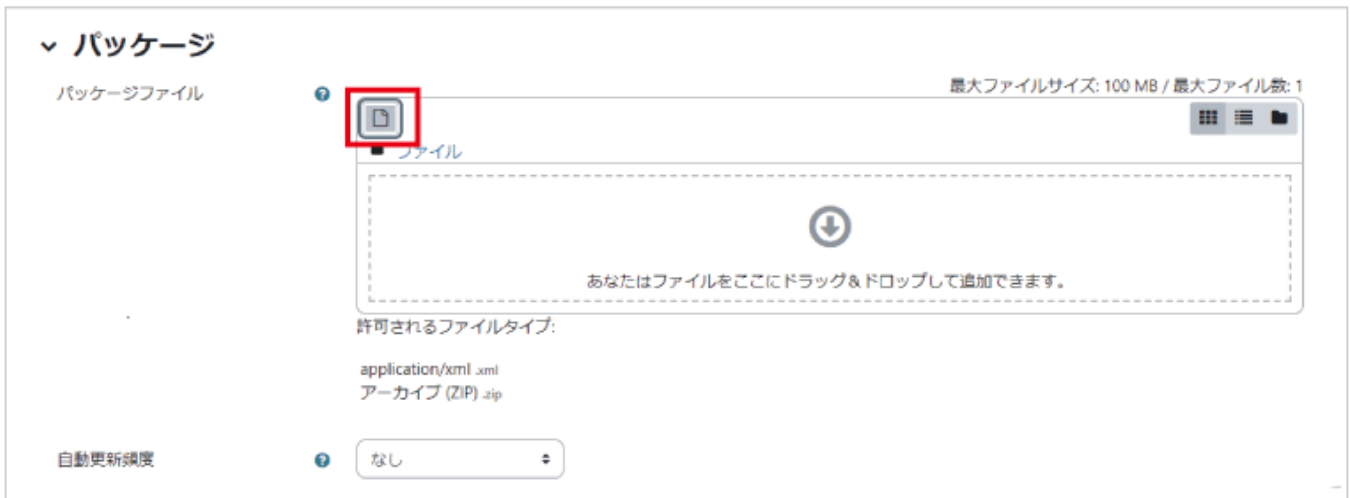 パッケージ
パッケージファイル
最大ファイルサイズ: 100 MB / 最大ファイル数: 1
ファイル
あなたはファイルをここにドラッグ&ドロップして追加できます。
許可されるファイルタイプ:
application/xml .xml
アーカイブ (ZIP) .zip
自動更新頻度
なし